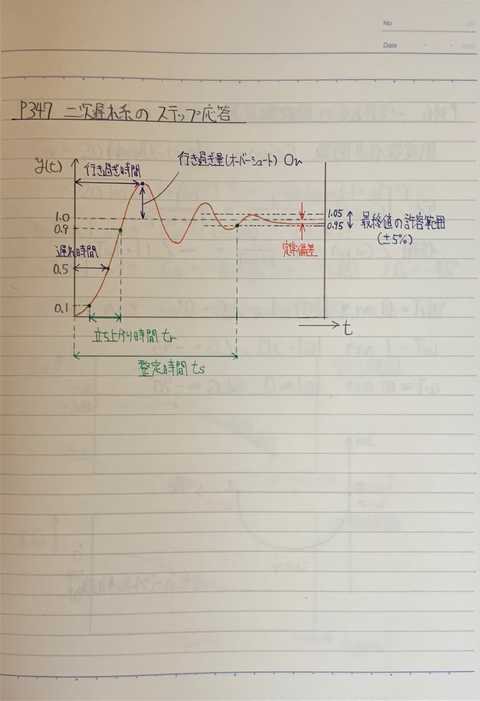 No
Date
P347 二次遅れ系の ステップ応答
y(t)
行き過ぎ時間
行き過ぎ量(オーバーシュート) On
1.0
0.9
遅れ時間
0.5
0.1
1.05
0.95
最終値の許容範囲
(±5%)
定常偏差
t
立ち上がり時間 tr
整定時間 ts